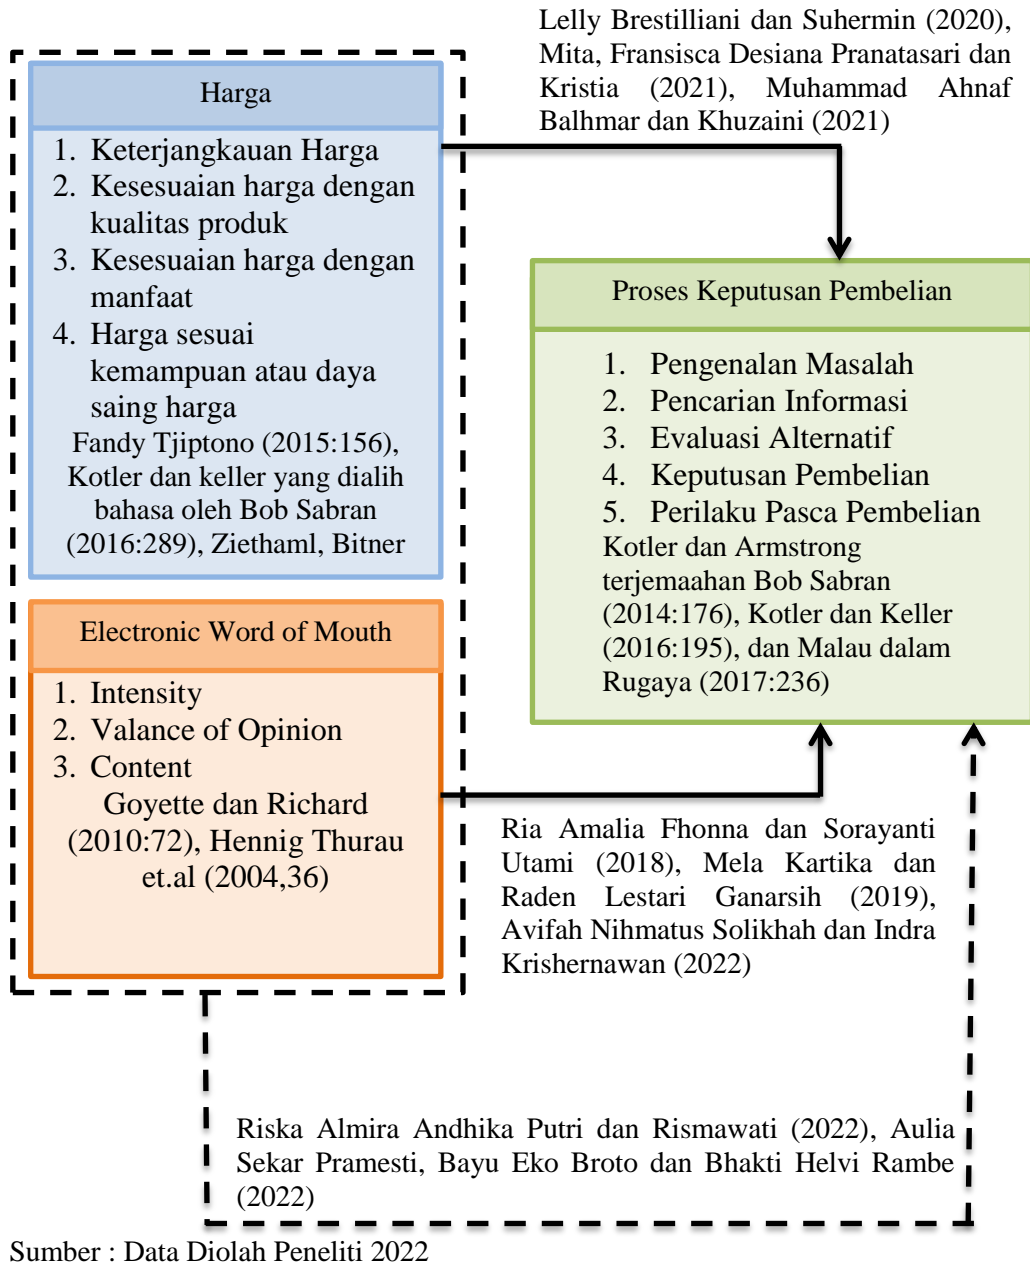 Lelly Brestilliani dan Suhermin (2020),
Mita, Fransisca Desiana Pranatasari dan
Kristia (2021), Muhammad Ahnaf
Balhmar dan Khuzaini (2021)
Harga
1. Keterjangkauan Harga
2. Kesesuaian harga dengan
kualitas produk
3. Kesesuaian harga dengan
manfaat
4. Harga sesuai
kemampuan atau daya
saing harga
Fandy Tjiptono (2015:156),
Kotler dan keller yang dialih
bahasa oleh Bob Sabran
(2016:289), Ziethaml, Bitner
Proses Keputusan Pembelian
1. Pengenalan Masalah
2. Pencarian Informasi
3. Evaluasi Alternatif
4. Keputusan Pembelian
5. Perilaku Pasca Pembelian
Kotler dan Armstrong
terjemaahan Bob Sabran
(2014:176), Kotler dan Keller
(2016:195), dan Malau dalam
Rugaya (2017:236)
Electronic Word of Mouth
1. Intensity
2. Valance of Opinion
3. Content
Goyette dan Richard
(2010:72), Hennig Thurau
et.al (2004,36)
Ria Amalia Fhonna dan Sorayanti
Utami (2018), Mela Kartika dan
Raden Lestari Ganarsih (2019),
Avifah Nihmatus Solikhah dan Indra
Krishernawan (2022)
Riska Almira Andhika Putri dan Rismawati (2022), Aulia
Sekar Pramesti, Bayu Eko Broto dan Bhakti Helvi Rambe
(2022)
Sumber : Data Diolah Peneliti 2022